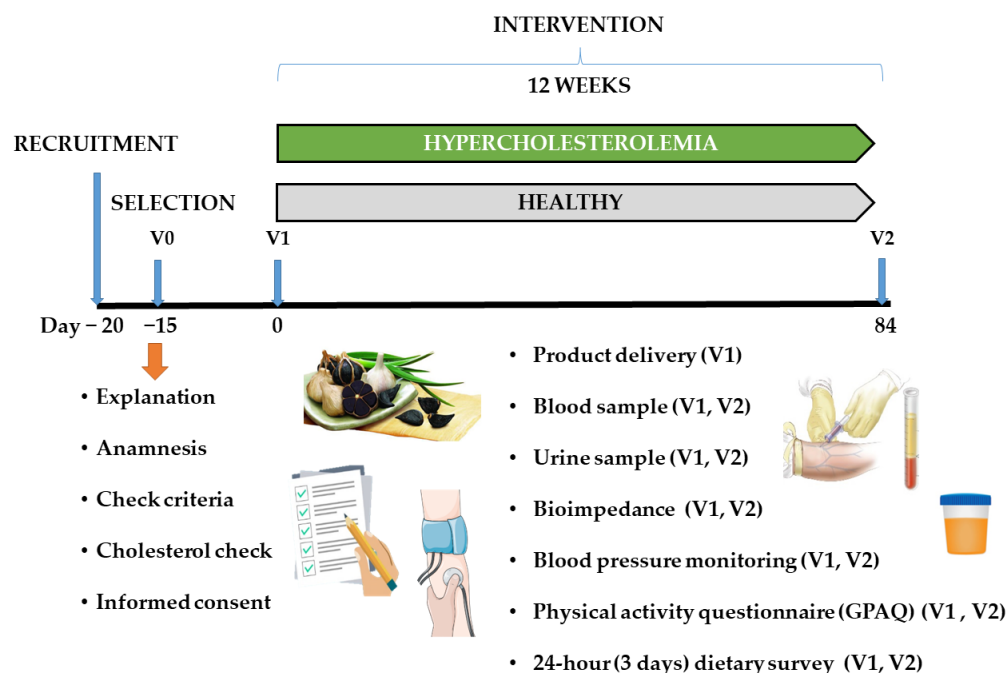 INTERVENTION
12 WEEKS
HYPERCHOLESTEROLEMIA
RECRUITMENT
HEALTHY
SELECTION
V0
V1
V2
Day − 20
−15
0
84
• Explanation
• Anamnesis
• Check criteria
• Cholesterol check
• Informed consent
• Product delivery (V1)
• Blood sample (V1, V2)
• Urine sample (V1, V2)
• Bioimpedance (V1, V2)
• Blood pressure monitoring (V1, V2)
• Physical activity questionnaire (GPAQ) (V1 , V2)
• 24-hour (3 days) dietary survey (V1, V2)